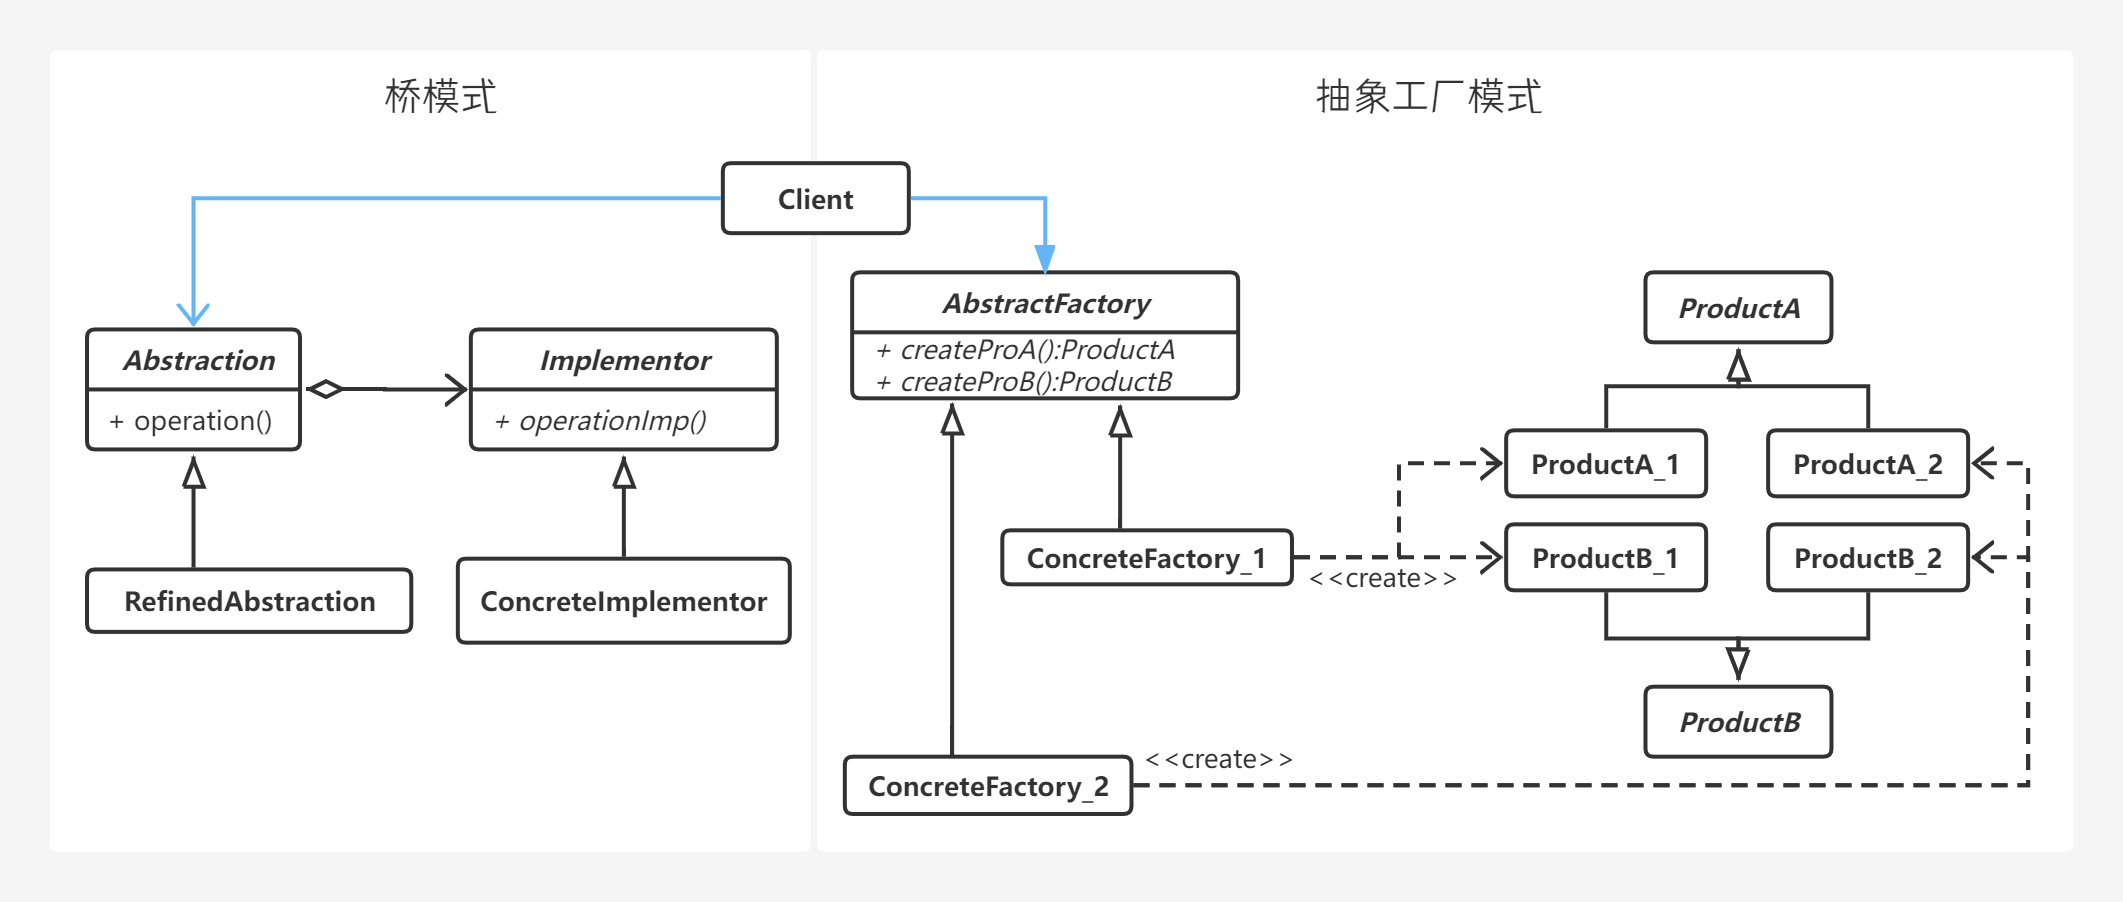 桥模式
抽象工厂模式
Client
Abstraction
+ operation()
Implementor
+ operationImp()
RefinedAbstraction
ConcreteImplementor
AbstractFactory
+ createProA():ProductA
+ createProB():ProductB
ConcreteFactory_1
<<create>>
ConcreteFactory_2
<<create>>
ProductA
ProductA_1
ProductA_2
ProductB_1
ProductB_2
ProductB